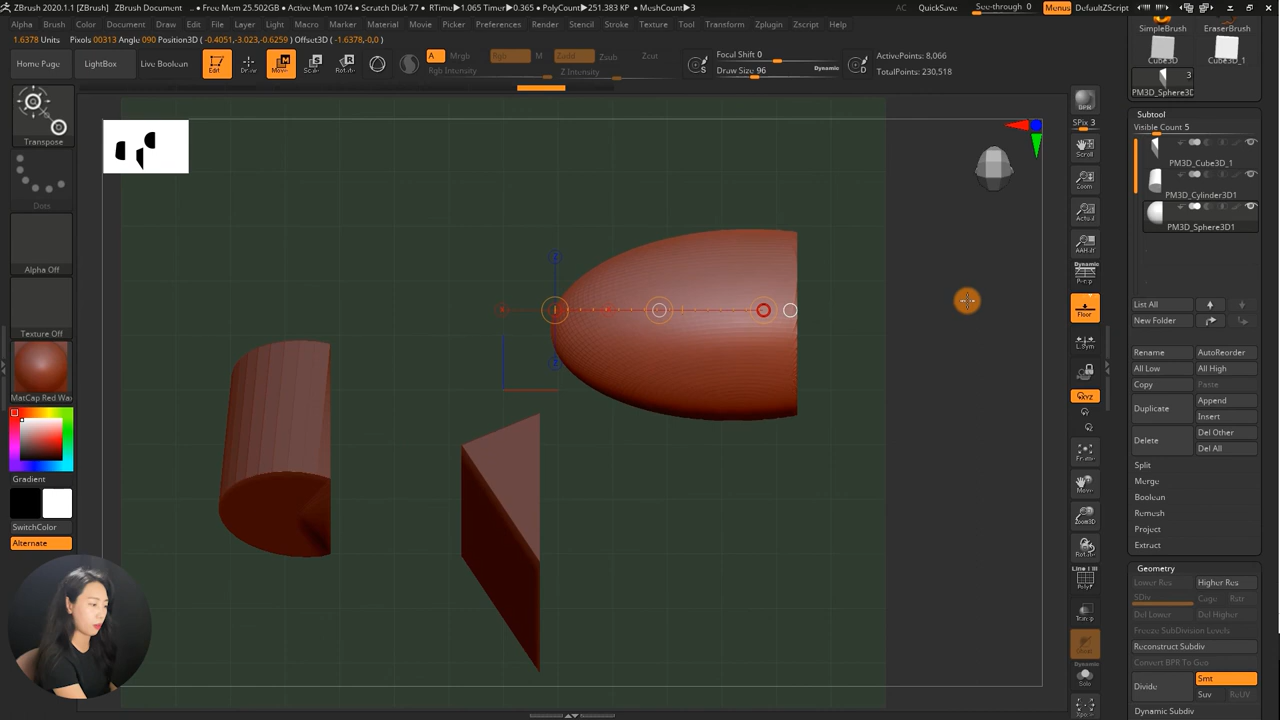 ZBrush 2020.1.1 [ZBrush] ZBrush Document . Free Mem 25.502GB • Active Mem 1074 • Scratch Disk 77 • RTime▶1.065 Timer▶0.365 • PolyCount▶251.383 KP • MeshCount▶3
AC QuickSave See-through 0 Menus DefaultZScript
Alpha Brush Color Document Draw Edit File Layer Light Macro Marker Material Movie Picker Preferences Render Stencil Stroke Texture Tool Transform Zplugin Zscript
1.6378 Units Pixels 00313 Angle 090 Position3D (-0.4051,-3.023,-0.6259) Offset3D (-1.6378,-0,0)
Home Page LightBox Live Boolean
Edit Draw Move Scale Rotate
A Rgb M Zadd Zsub Zcut
Rgb Intensity Z Intensity
Focal Shift 0
Draw Size 96 Dynamic
S D
ActivePoints: 8,066
TotalPoints: 230,518
Transpose
Dots
Alpha Off
Texture Off
MatCap Red Wax
Gradient
SwitchColor
Alternate
BPR
SPix 3
Scroll
Zoom
Actual
AAHalf
Dynamic
Persp
Floor
L.Sym
XYZ
Frame
Move
Zoom3D
Rotate
Line Fill
PolyF
Transp
Dynamic
Solo
Xpose
SimpleBrush EraserBrush
Cube3D Cube3D_1
3
PM3D_Sphere3D
Subtool
Visible Count 5
PM3D_Cube3D_1
PM3D_Cylinder3D1
PM3D_Sphere3D1
List All
New Folder
Rename AutoReorder
All Low All High
Copy Paste
Duplicate Append
Insert
Delete Del Other
Del All
Split
Merge
Boolean
Remesh
Project
Extract
Geometry
Lower Res Higher Res
SDiv Cage Rstr
Del Lower Del Higher
Freeze SubDivision Levels
Reconstruct Subdiv
Convert BPR To Geo
Divide Smt
Suv ReUV
Dynamic Subdiv